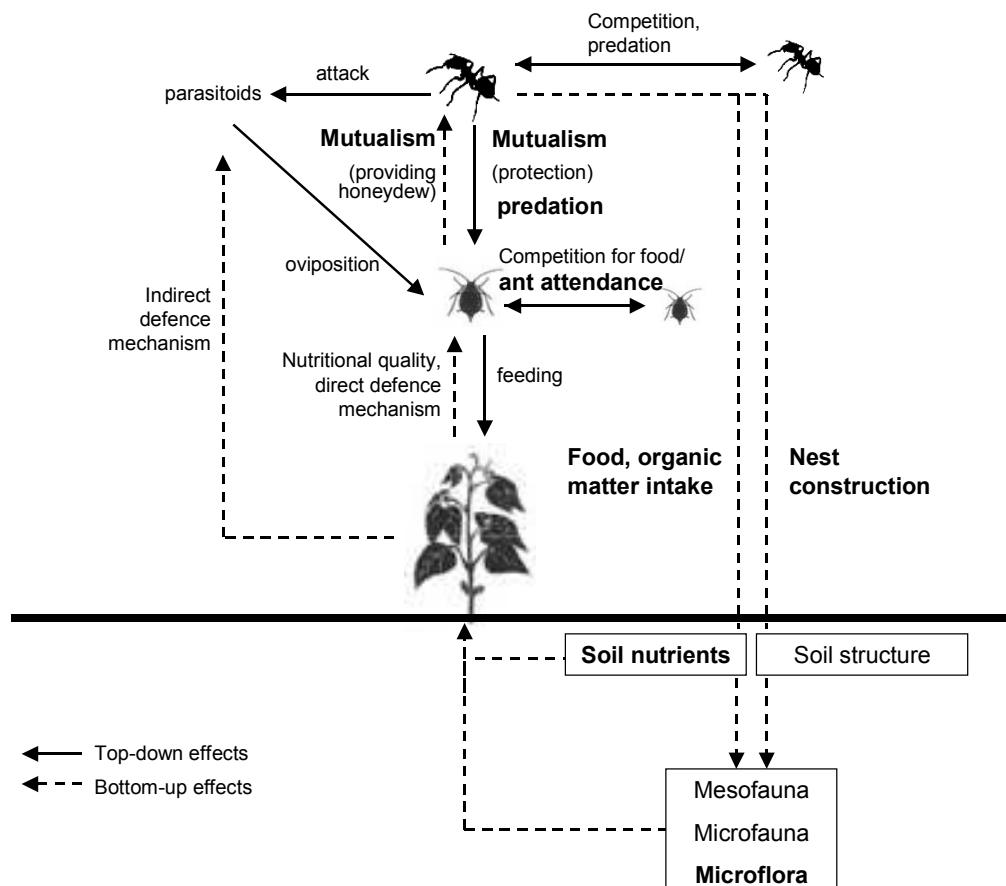 Competition,
predation
attack
parasitoids
Mutualism
(providing
honeydew)
Mutualism
(protection)
predation
oviposition
Competition for food/
ant attendance
Indirect
defence
mechanism
Nutritional quality,
direct defence
mechanism
feeding
Food, organic
matter intake
Nest
construction
Soil nutrients
Soil structure
Top-down effects
Bottom-up effects
Mesofauna
Microfauna
Microflora